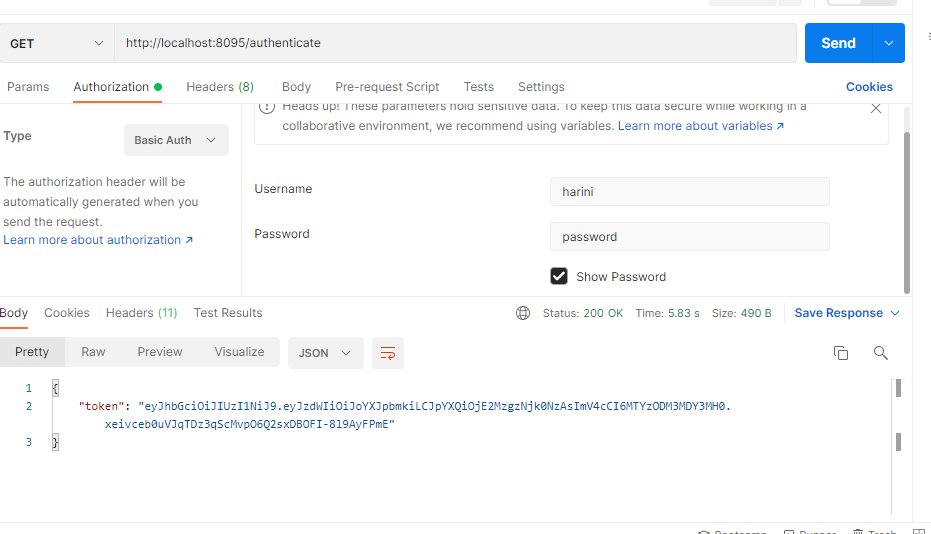 GET
http://localhost:8095/authenticate
Send
Params Authorization Headers (8) Body Pre-request Script Tests Settings Cookies
Heads up! These parameters hold sensitive data. To keep this data secure while working in a
collaborative environment, we recommend using variables. Learn more about variables ↗
Type
Basic Auth
The authorization header will be
automatically generated when you
send the request.
Learn more about authorization ↗
Username
harini
Password
password
Show Password
Body Cookies Headers (11) Test Results
Status: 200 OK Time: 5.83 s Size: 490 B Save Response
Pretty Raw Preview Visualize JSON
1 {
2 "token": "eyJhbGciOiJIUzI1NiJ9.eyJzdWIiOiJoYXJpbmkiLCJpYXQiOjE2MzgzNjk0NzAsImV4cCI6MTYzODM3MDY3MH0.
xeivceb0uVJqTDz3qScMvpO6Q2sxDBOFI-8l9AyFPmE"
3 }
Bootcamp Runner Trash